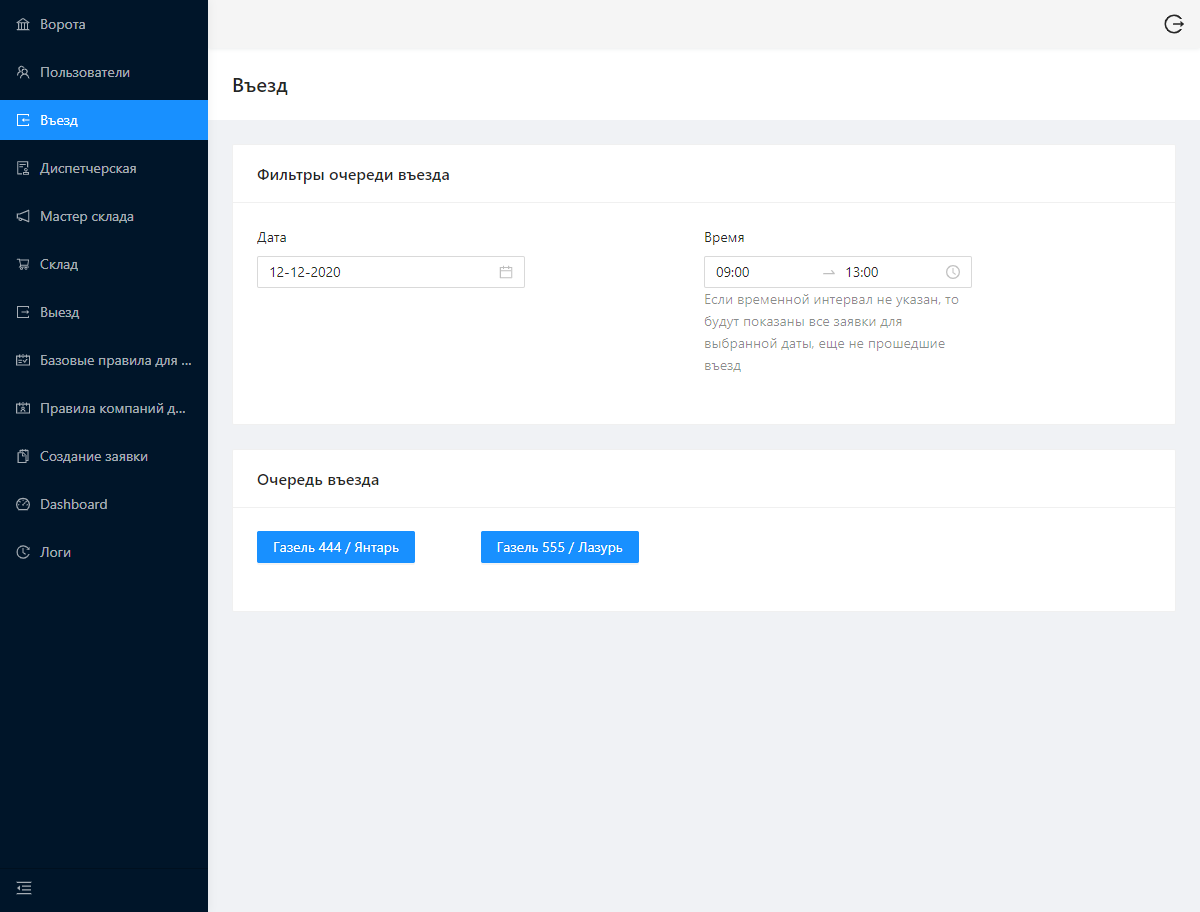 Ворота
Пользователи
Въезд
Диспетчерская
Мастер склада
Склад
Выезд
Базовые правила для ...
Правила компаний д...
Создание заявки
Dashboard
Логи
Въезд
Фильтры очереди въезда
Дата
12-12-2020
Время
09:00 → 13:00
Если временной интервал не указан, то
будут показаны все заявки для
выбранной даты, еще не прошедшие
въезд
Очередь въезда
Газель 444 / Янтарь
Газель 555 / Лазурь